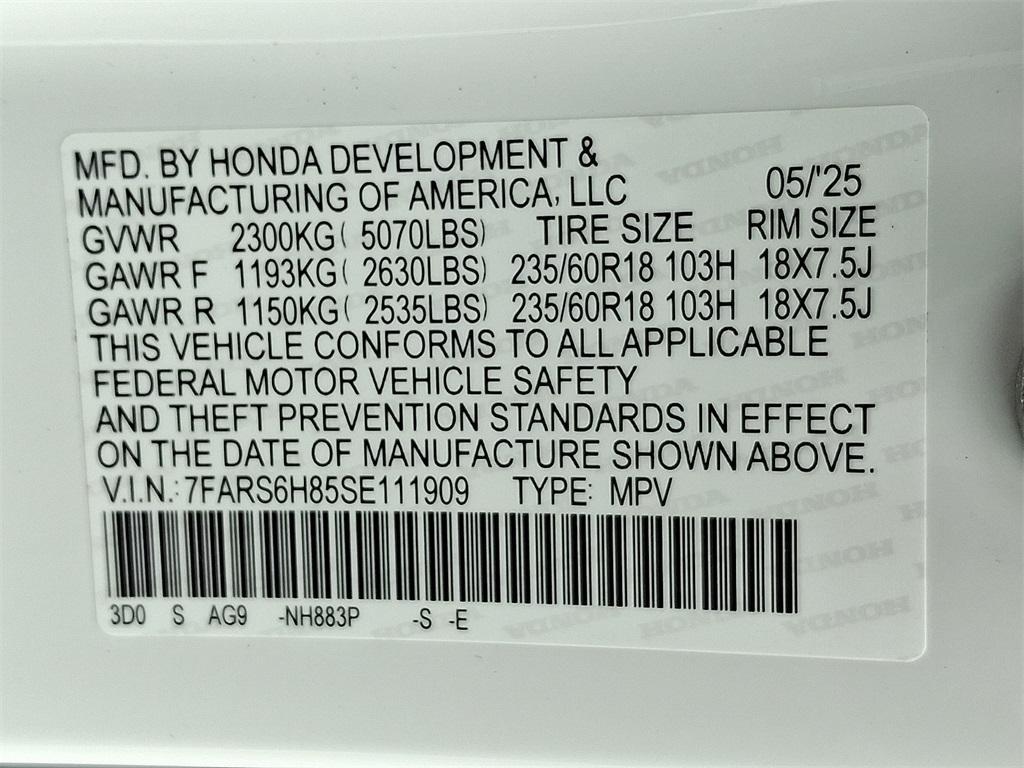 MFD. BY HONDA DEVELOPMENT &
MANUFACTURING OF AMERICA, LLC 05/'25
GVWR 2300KG( 5070LBS) TIRE SIZE RIM SIZE
GAWR F 1193KG( 2630LBS) 235/60R18 103H 18X7.5J
GAWR R 1150KG( 2535LBS) 235/60R18 103H 18X7.5J
THIS VEHICLE CONFORMS TO ALL APPLICABLE
FEDERAL MOTOR VEHICLE SAFETY
AND THEFT PREVENTION STANDARDS IN EFFECT
ON THE DATE OF MANUFACTURE SHOWN ABOVE.
V.I.N.: 7FARS6H85SE111909 TYPE: MPV
3D0 S AG9 -NH883P -S -E